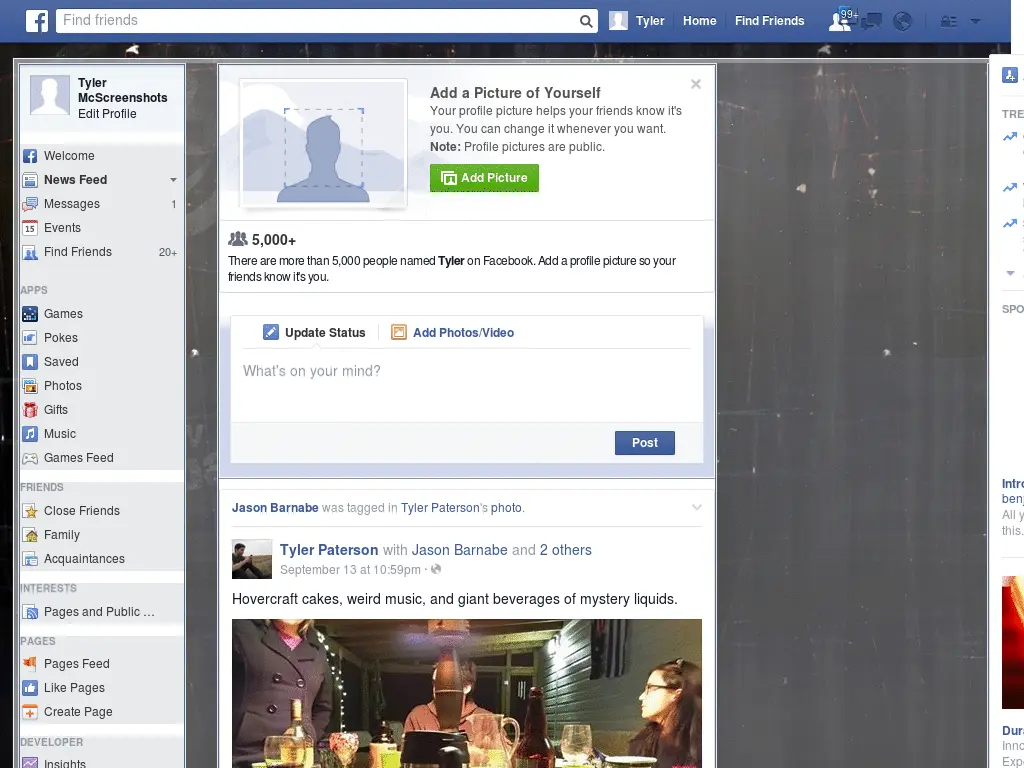 Find friends
Tyler Home Find Friends 99+
Tyler
McScreenshots
Edit Profile
Welcome
News Feed
Messages 1
15 Events
Find Friends 20+
APPS
Games
Pokes
Saved
Photos
Gifts
Music
Games Feed
FRIENDS
Close Friends
Family
Acquaintances
INTERESTS
Pages and Public ...
PAGES
Pages Feed
Like Pages
Create Page
DEVELOPER
Insights
Add a Picture of Yourself
Your profile picture helps your friends know it's
you. You can change it whenever you want.
Note: Profile pictures are public.
Add Picture
5,000+
There are more than 5,000 people named Tyler on Facebook. Add a profile picture so your
friends know it's you.
Update Status Add Photos/Video
What's on your mind?
Post
Jason Barnabe was tagged in Tyler Paterson's photo.
Tyler Paterson with Jason Barnabe and 2 others
September 13 at 10:59pm ·
Hovercraft cakes, weird music, and giant beverages of mystery liquids.
TRE
SPO
Intro
benj
All y
this.
Dura
Inno
Expe